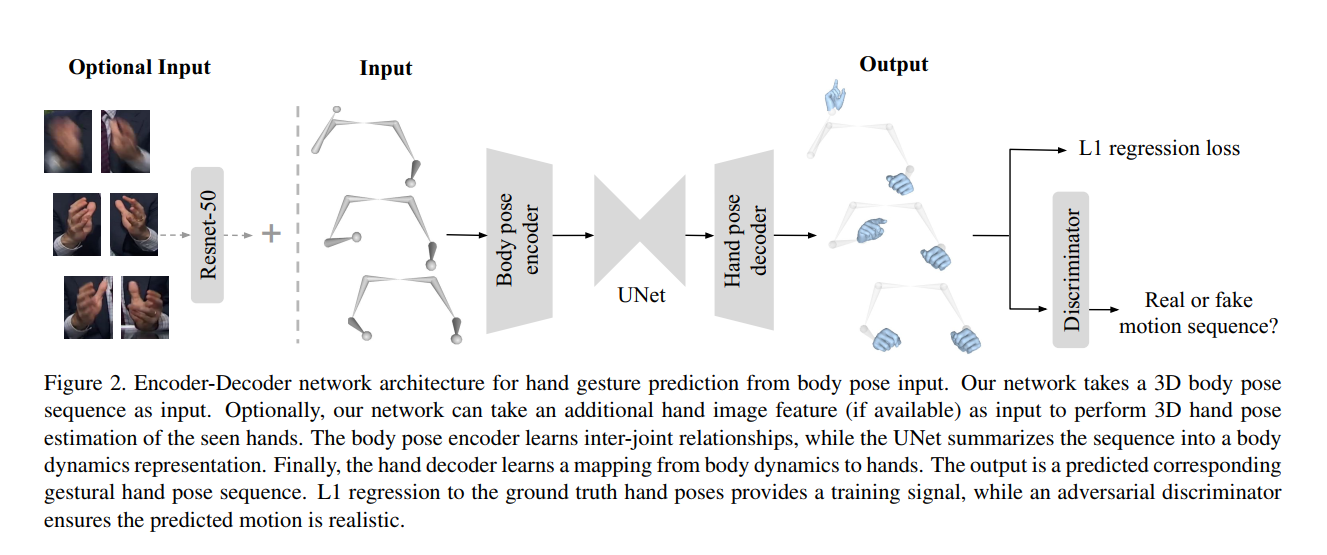 Optional Input
Input
Output
Resnet-50
+
Body pose
encoder
UNet
Hand pose
decoder
L1 regression loss
Discriminator
Real or fake
motion sequence?
Figure 2. Encoder-Decoder network architecture for hand gesture prediction from body pose input. Our network takes a 3D body pose
sequence as input. Optionally, our network can take an additional hand image feature (if available) as input to perform 3D hand pose
estimation of the seen hands. The body pose encoder learns inter-joint relationships, while the UNet summarizes the sequence into a body
dynamics representation. Finally, the hand decoder learns a mapping from body dynamics to hands. The output is a predicted corresponding
gestural hand pose sequence. L1 regression to the ground truth hand poses provides a training signal, while an adversarial discriminator
ensures the predicted motion is realistic.